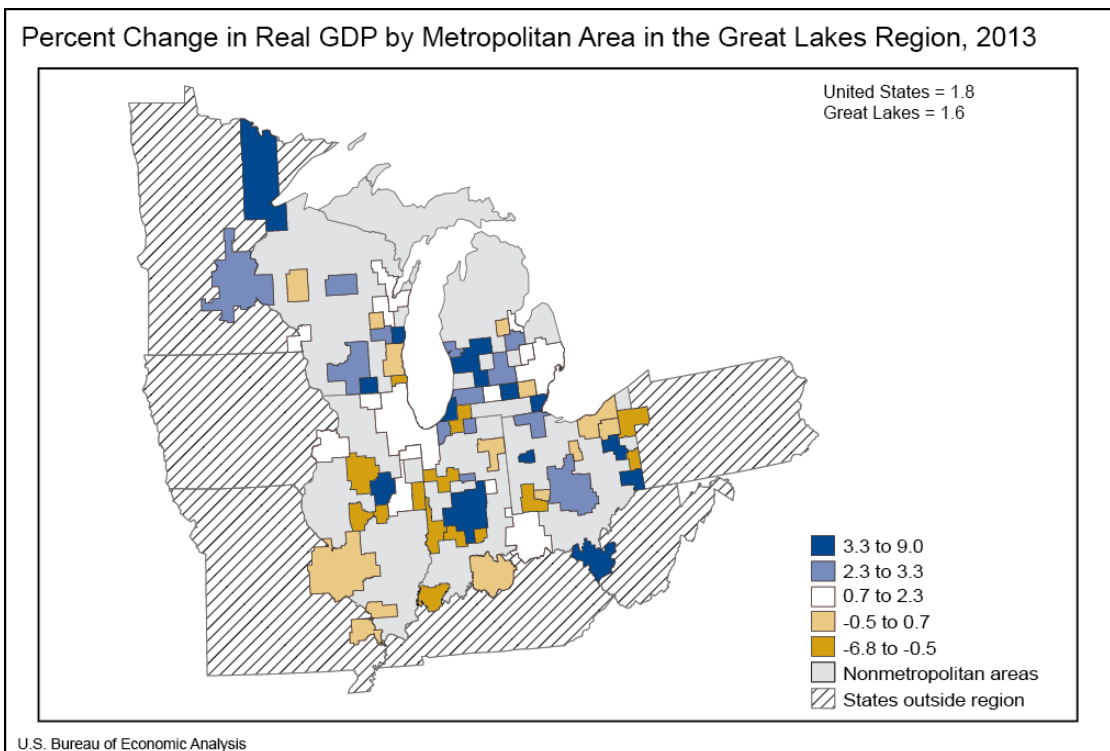 Percent Change in Real GDP by Metropolitan Area in the Great Lakes Region, 2013
United States = 1.8
Great Lakes = 1.6
3.3 to 9.0
2.3 to 3.3
0.7 to 2.3
-0.5 to 0.7
-6.8 to -0.5
Nonmetropolitan areas
States outside region
U.S. Bureau of Economic Analysis